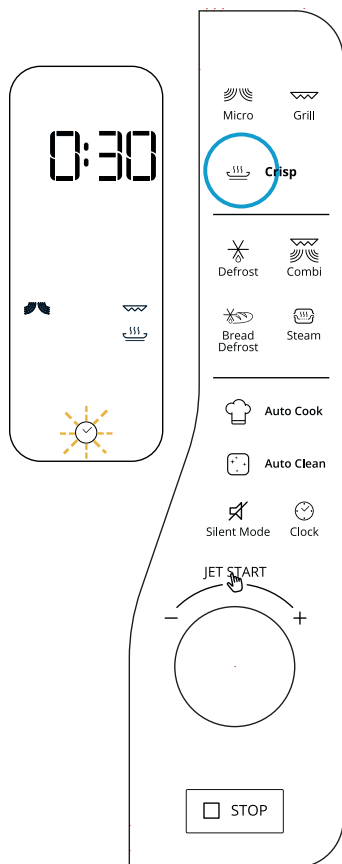 0:30
Micro Grill
Crisp
Defrost Combi
Bread Steam
Defrost
Auto Cook
Auto Clean
Silent Mode Clock
JET START
− +
STOP